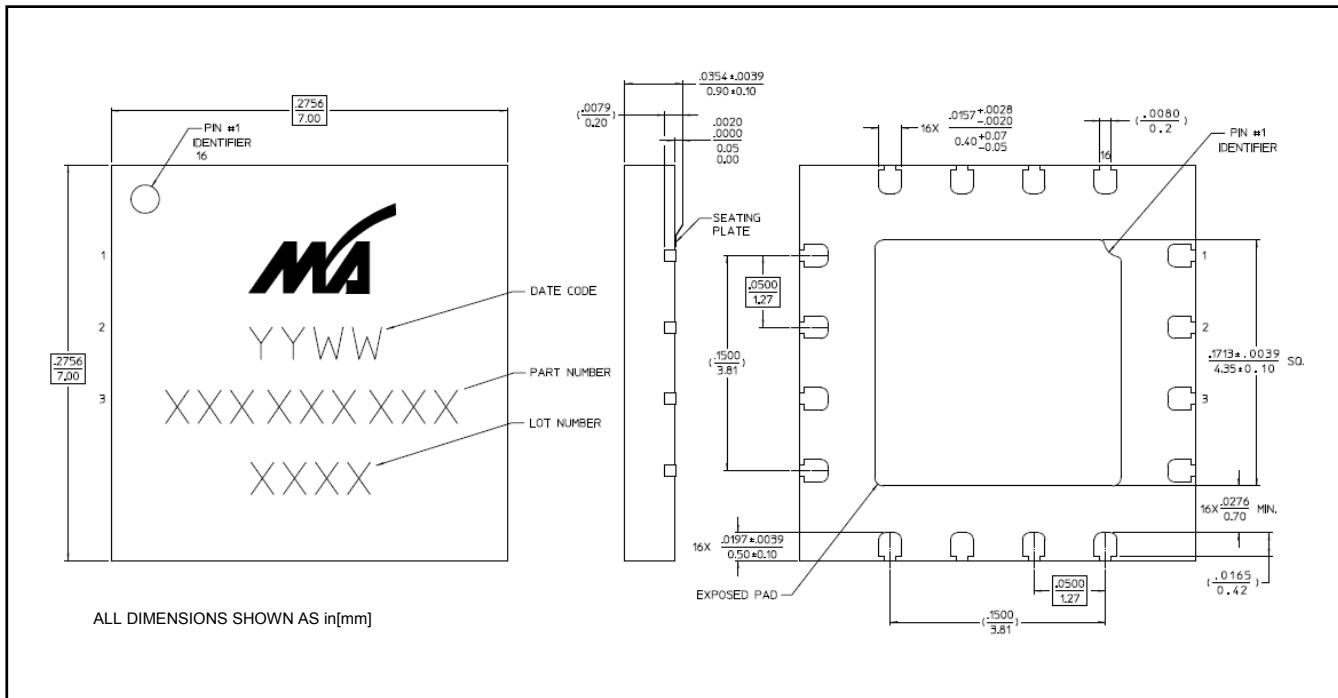 .2756
7.00
PIN #1
IDENTIFIER
16
1
2
3
.2756
7.00
MA
YYWW
XXXXXXXXX
XXXX
DATE CODE
PART NUMBER
LOT NUMBER
ALL DIMENSIONS SHOWN AS in[mm]
.0354±.0039
0.90±0.10
(.0079
0.20)
.0020
.0000
0.05
0.00
SEATING
PLATE
16X .0157+.0028
-.0020
0.40+0.07
-0.05
(.0080
0.2)
PIN #1
IDENTIFIER
16
1
2
3
.0500
1.27
(.1500
3.81)
.1713±.0039
4.35±0.10 SQ.
16X .0276
0.70 MIN.
16X .0197±.0039
0.50±0.10
EXPOSED PAD
.0500
1.27
(.1500
3.81)
(.0165
0.42)